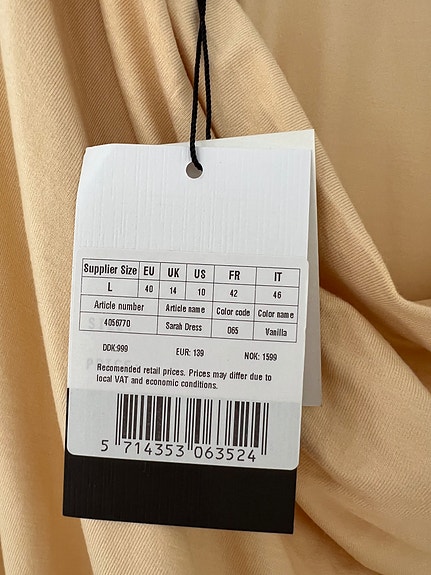 Supplier Size EU UK US FR IT
L 40 14 10 42 46
Article number Article name Color code Color name
4056770 Sarah Dress 065 Vanilla
DDK:999 EUR: 139 NOK: 1599
Recomended retail prices. Prices may differ due to
local VAT and economic conditions.
5 714353 063524